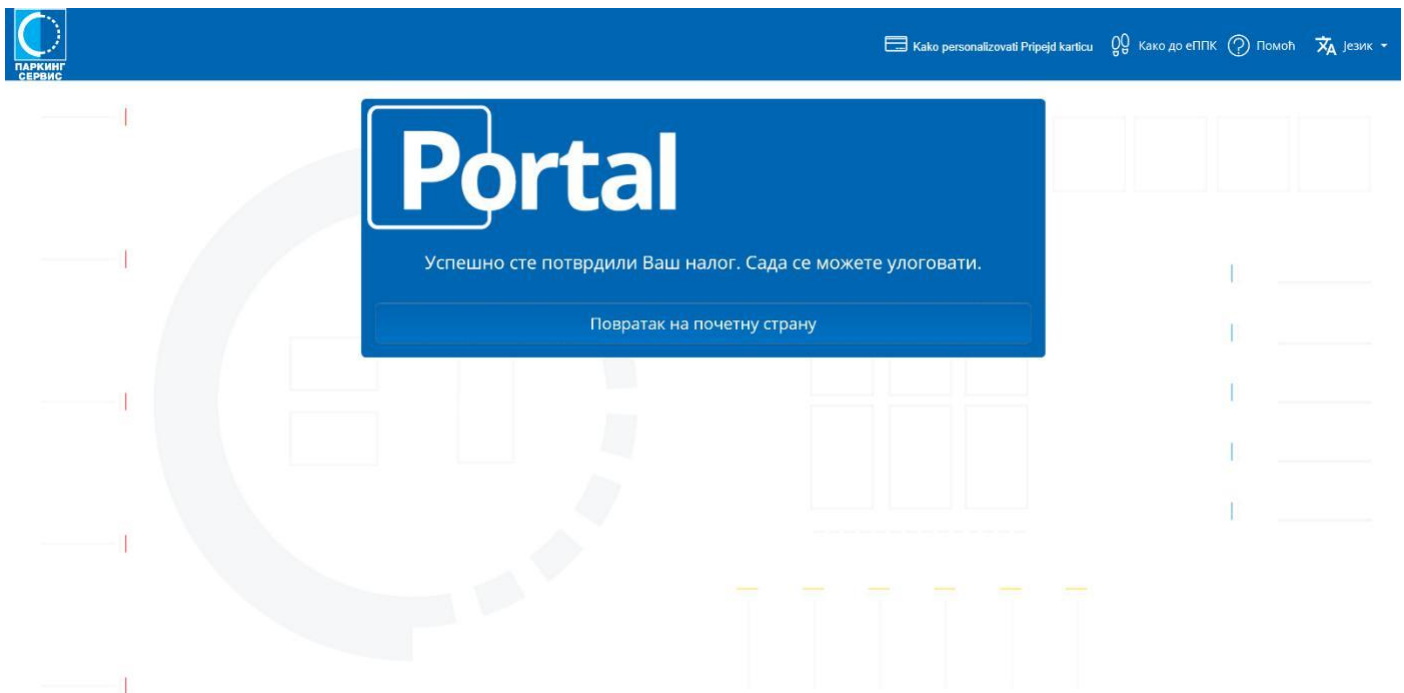 ПАРКИНГ
СЕРВИС
Kako personalizovati Pripejd karticu
Како до еППК
Помоћ
Језик
Portal
Успешно сте потврдили Ваш налог. Сада се можете улоговати.
Повратак на почетну страну